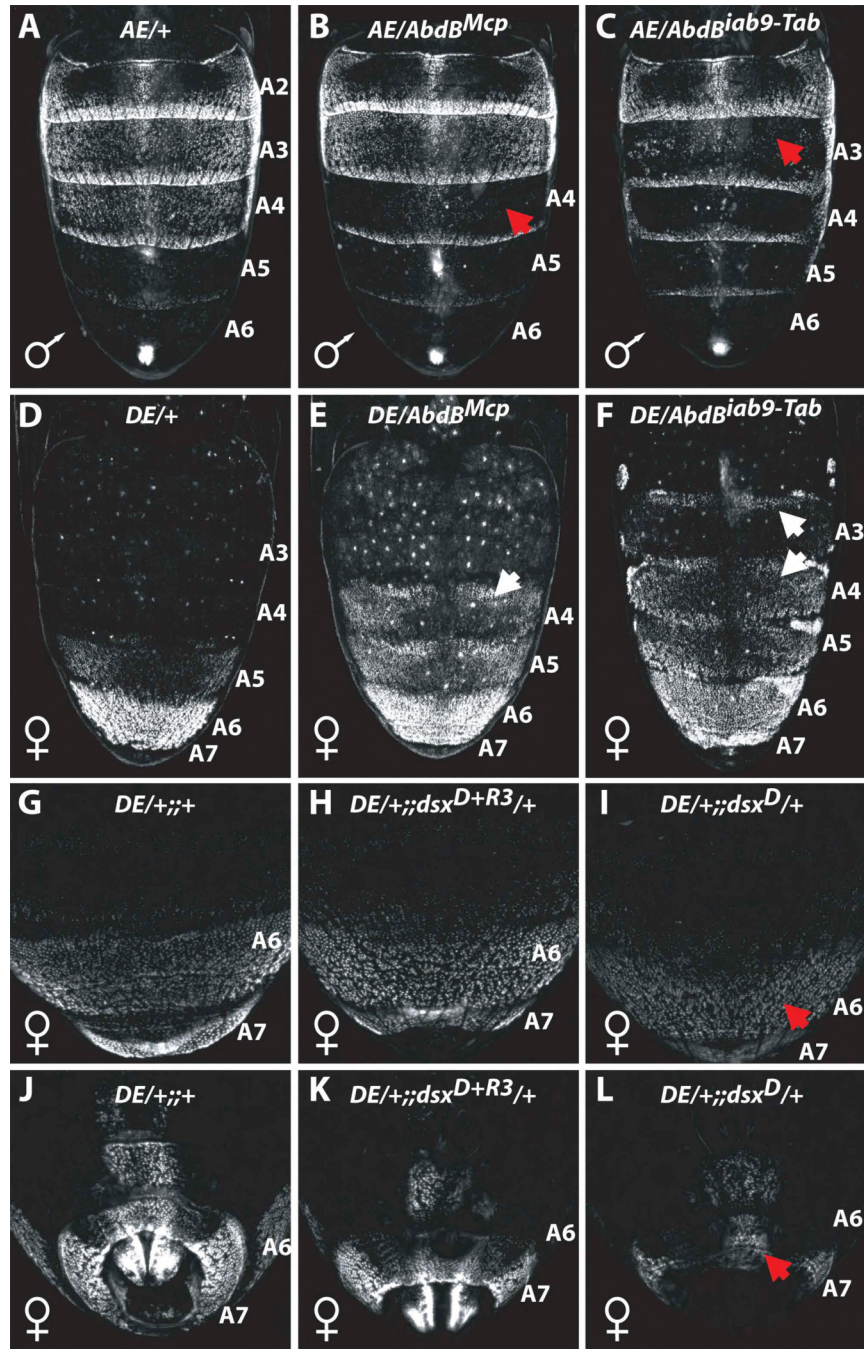 A AE/+
A2
A3
A4
A5
A6
♂
B AE/AbdB^Mcp
A4
A5
A6
♂
C AE/AbdB^iab9-Tab
A3
A4
A5
A6
♂
D DE/+
A3
A4
A5
A6
A7
♀
E DE/AbdB^Mcp
A4
A5
A6
A7
♀
F DE/AbdB^iab9-Tab
A3
A4
A5
A6
A7
♀
G DE/+;;+
A6
A7
♀
H DE/+;;dsx^D+R3/+
A6
A7
♀
I DE/+;;dsx^D/+
A6
A7
♀
J DE/+;;+
A6
A7
♀
K DE/+;;dsx^D+R3/+
A6
A7
♀
L DE/+;;dsx^D/+
A6
A7
♀